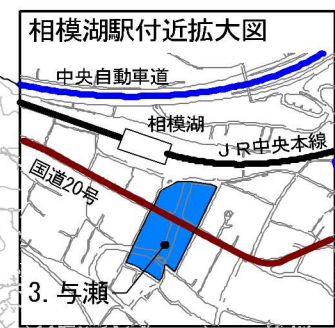 相模湖駅付近拡大図
中央自動車道
相模湖
JR中央本線
国道20号
3. 与瀬